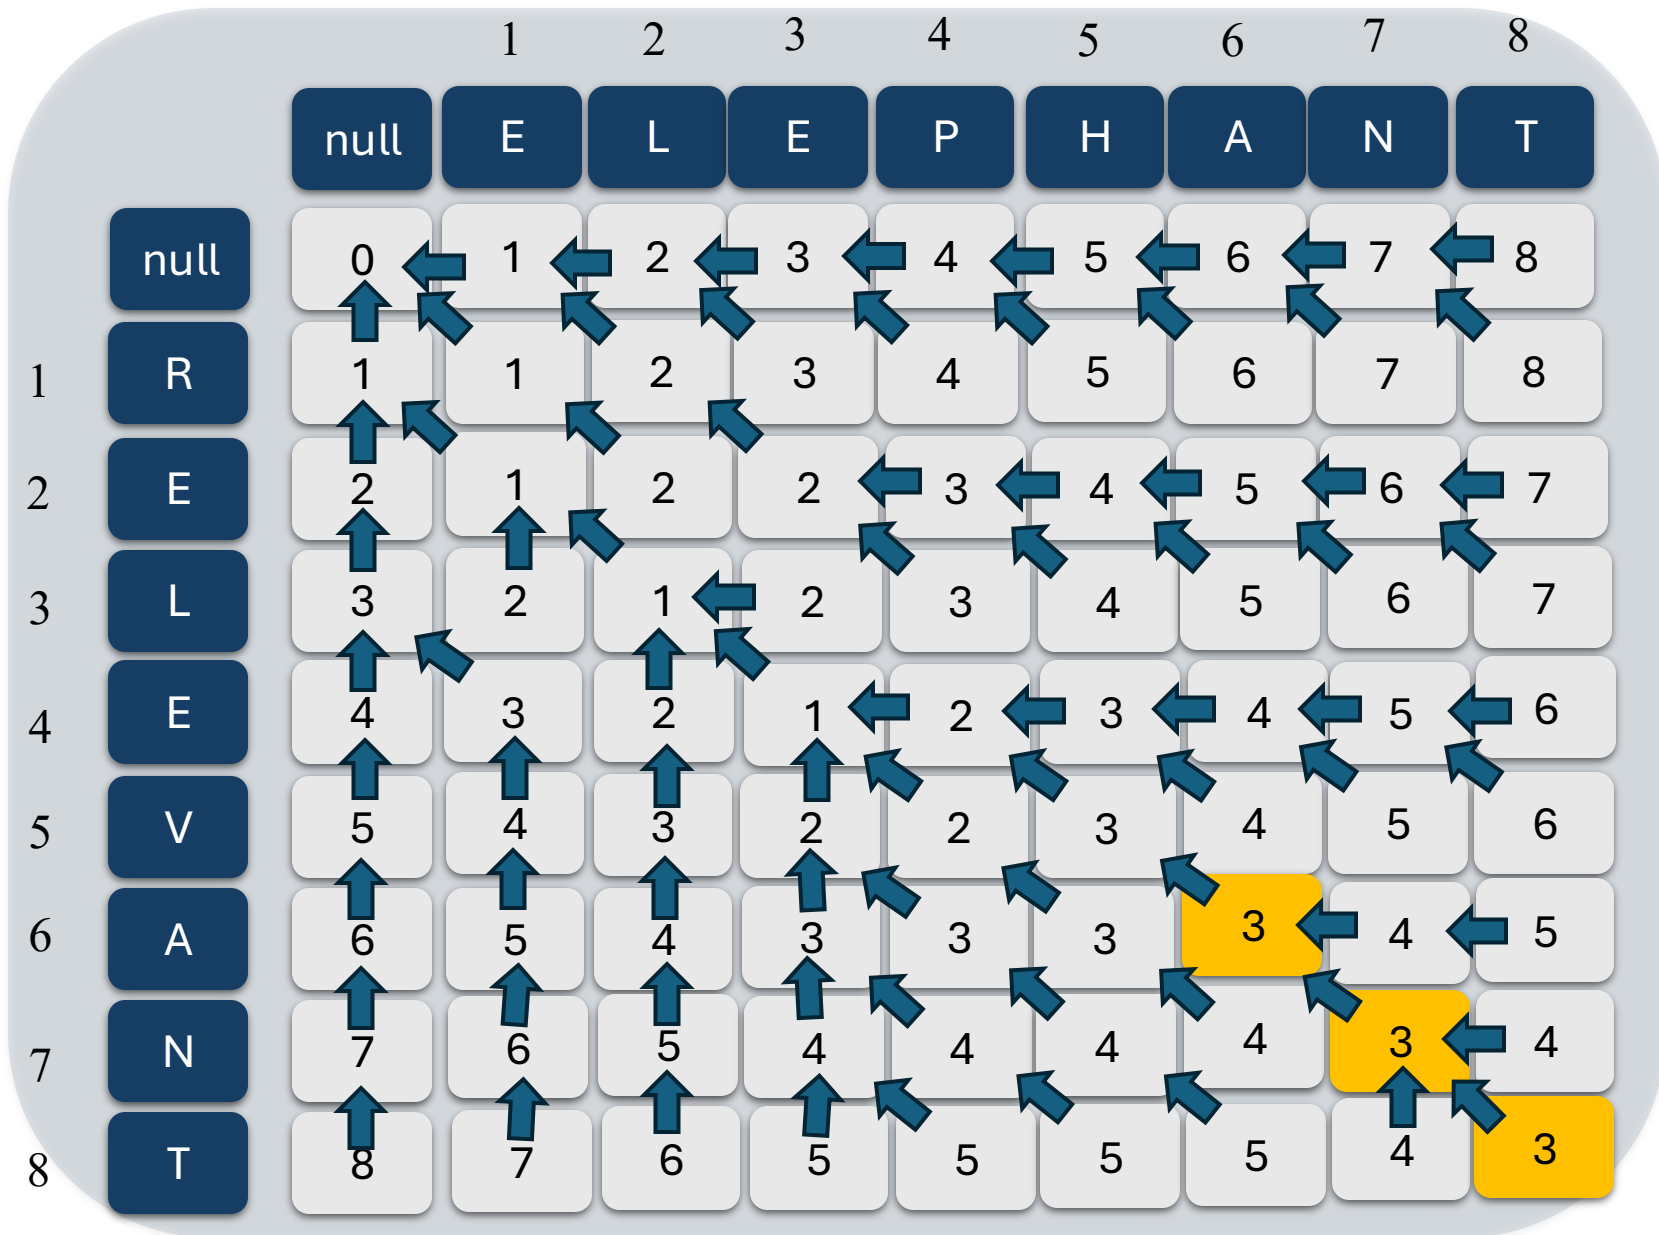 1 2 3 4 5 6 7 8
null E L E P H A N T
null 0 1 2 3 4 5 6 7 8
1 R 1 1 2 3 4 5 6 7 8
2 E 2 1 2 2 3 4 5 6 7
3 L 3 2 1 2 3 4 5 6 7
4 E 4 3 2 1 2 3 4 5 6
5 V 5 4 3 2 2 3 4 5 6
6 A 6 5 4 3 3 3 3 4 5
7 N 7 6 5 4 4 4 4 3 4
8 T 8 7 6 5 5 5 5 4 3